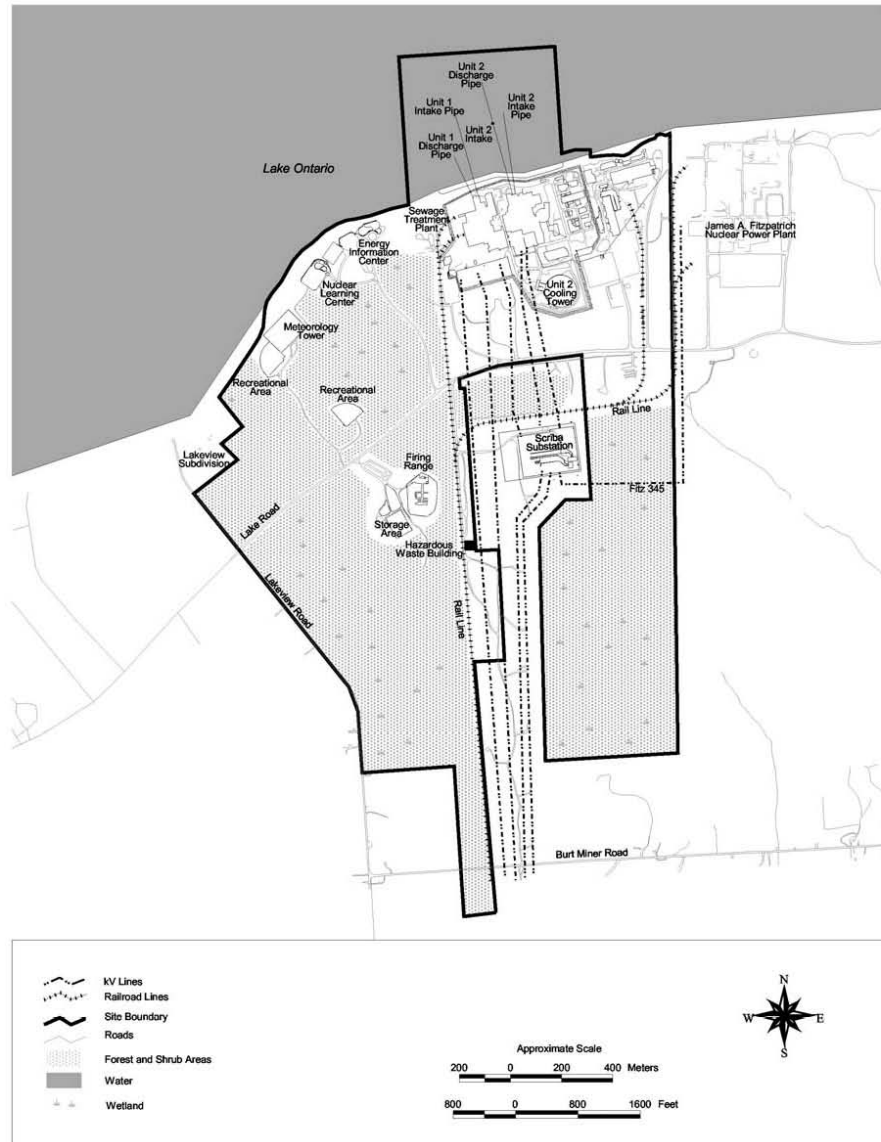 Unit 2
Discharge
Pipe
Unit 1
Intake Pipe
Unit 2
Intake
Pipe
Unit 2
Intake
Unit 1
Discharge
Pipe
Lake Ontario
Sewage
Treatment
Plant
James A. Fitzpatrich
Nuclear Power Plant
Energy
Information
Center
Nuclear
Learning
Center
Unit 2
Cooling
Tower
Meteorology
Tower
Recreational
Area
Recreational
Area
Rail Line
Scriba
Substation
Lakeview
Subdivision
Firing
Range
Fitz 345
Lake Road
Storage
Area
Hazardous
Waste Building
Lakeview Road
Rail Line
Burt Miner Road
kV Lines
Railroad Lines
Site Boundary
Roads
Forest and Shrub Areas
Water
Wetland
Approximate Scale
200 0 200 400 Meters
800 0 800 1600 Feet
N
W E
S